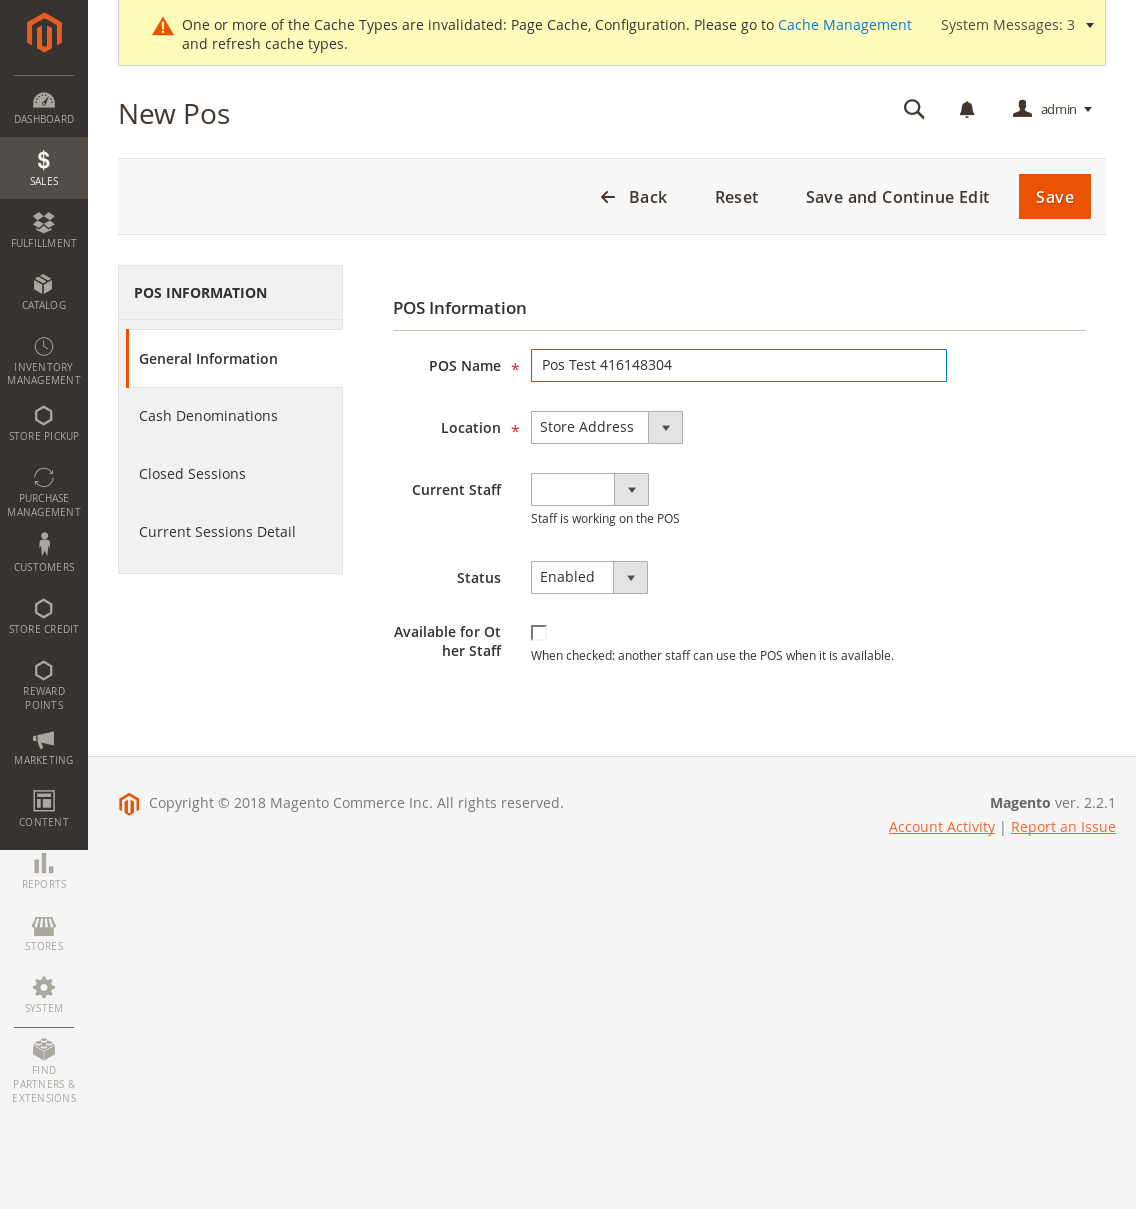 One or more of the Cache Types are invalidated: Page Cache, Configuration. Please go to Cache Management
and refresh cache types.
System Messages: 3
New Pos
admin
Back
Reset
Save and Continue Edit
Save
DASHBOARD
SALES
FULFILLMENT
CATALOG
INVENTORY
MANAGEMENT
STORE PICKUP
PURCHASE
MANAGEMENT
CUSTOMERS
STORE CREDIT
REWARD
POINTS
MARKETING
CONTENT
REPORTS
STORES
SYSTEM
FIND
PARTNERS &
EXTENSIONS
POS INFORMATION
General Information
Cash Denominations
Closed Sessions
Current Sessions Detail
POS Information
POS Name * Pos Test 416148304
Location * Store Address
Current Staff
Staff is working on the POS
Status Enabled
Available for Ot
her Staff
When checked: another staff can use the POS when it is available.
Copyright © 2018 Magento Commerce Inc. All rights reserved.
Magento ver. 2.2.1
Account Activity | Report an Issue